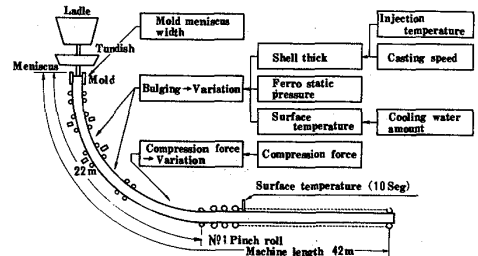 Ladle
Tundish
Meniscus
Mold
Mold meniscus
width
Injection
temperature
Shell thick
Casting speed
Bulging→Variation
Ferro static
pressure
Surface
temperature
Cooling water
amount
Compression force
→Variation
Compression force
22m
Surface temperature (10Seg)
No1 Pinch roll
Machine length 42m